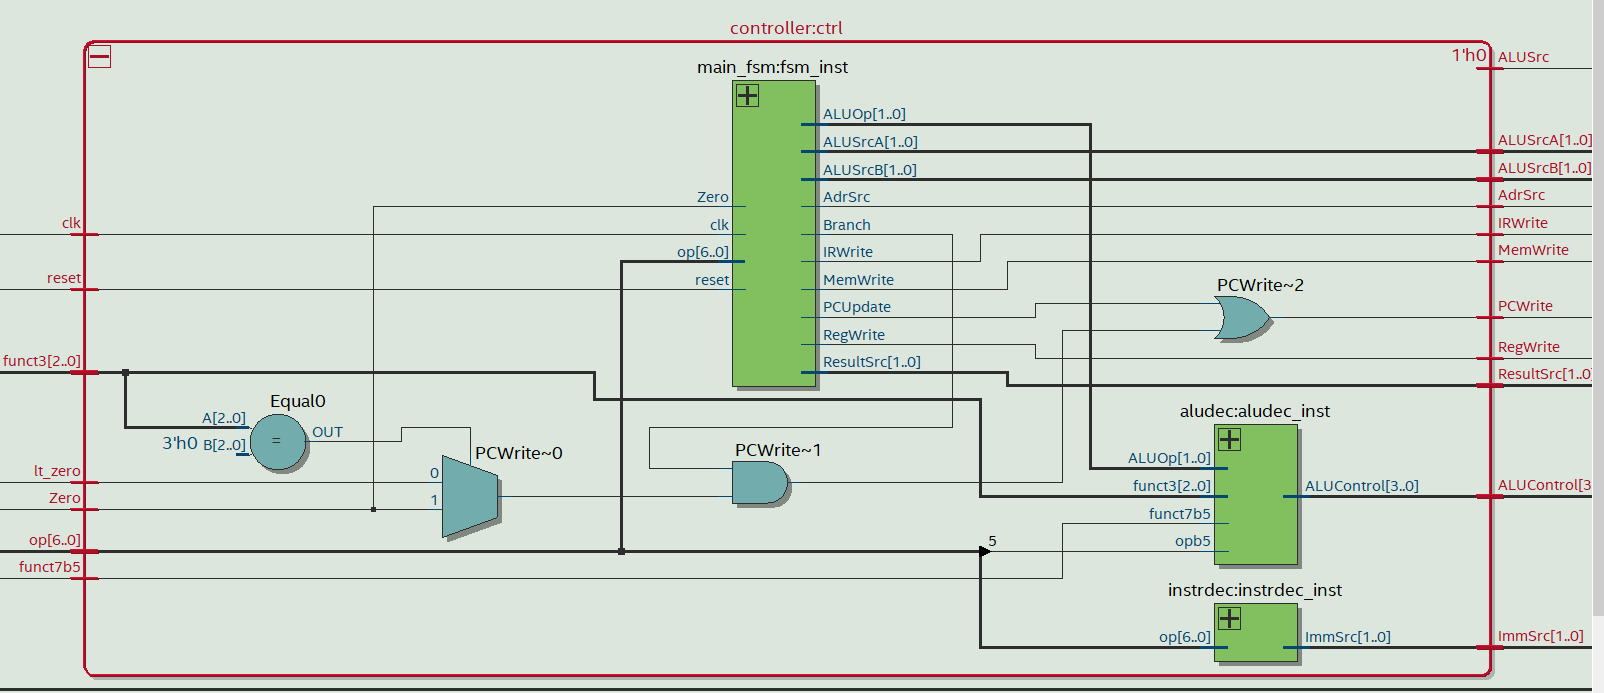 controller:ctrl
1'h0 ALUSrc
main_fsm:fsm_inst
ALUOp[1..0]
ALUSrcA[1..0] ALUSrcA[1..0]
ALUSrcB[1..0] ALUSrcB[1..0]
Zero AdrSrc AdrSrc
clk clk Branch IRWrite
op[6..0] IRWrite MemWrite
reset reset MemWrite PCWrite~2
PCUpdate PCWrite
RegWrite RegWrite
funct3[2..0] ResultSrc[1..0] ResultSrc[1..0]
Equal0 aludec:aludec_inst
A[2..0]
3'h0 B[2..0] = OUT
PCWrite~0 PCWrite~1
lt_zero 0 ALUOp[1..0]
Zero 1 funct3[2..0] ALUControl[3..0] ALUControl[3
funct7b5
op[6..0] 5 opb5
funct7b5
instrdec:instrdec_inst
op[6..0] ImmSrc[1..0] ImmSrc[1..0]